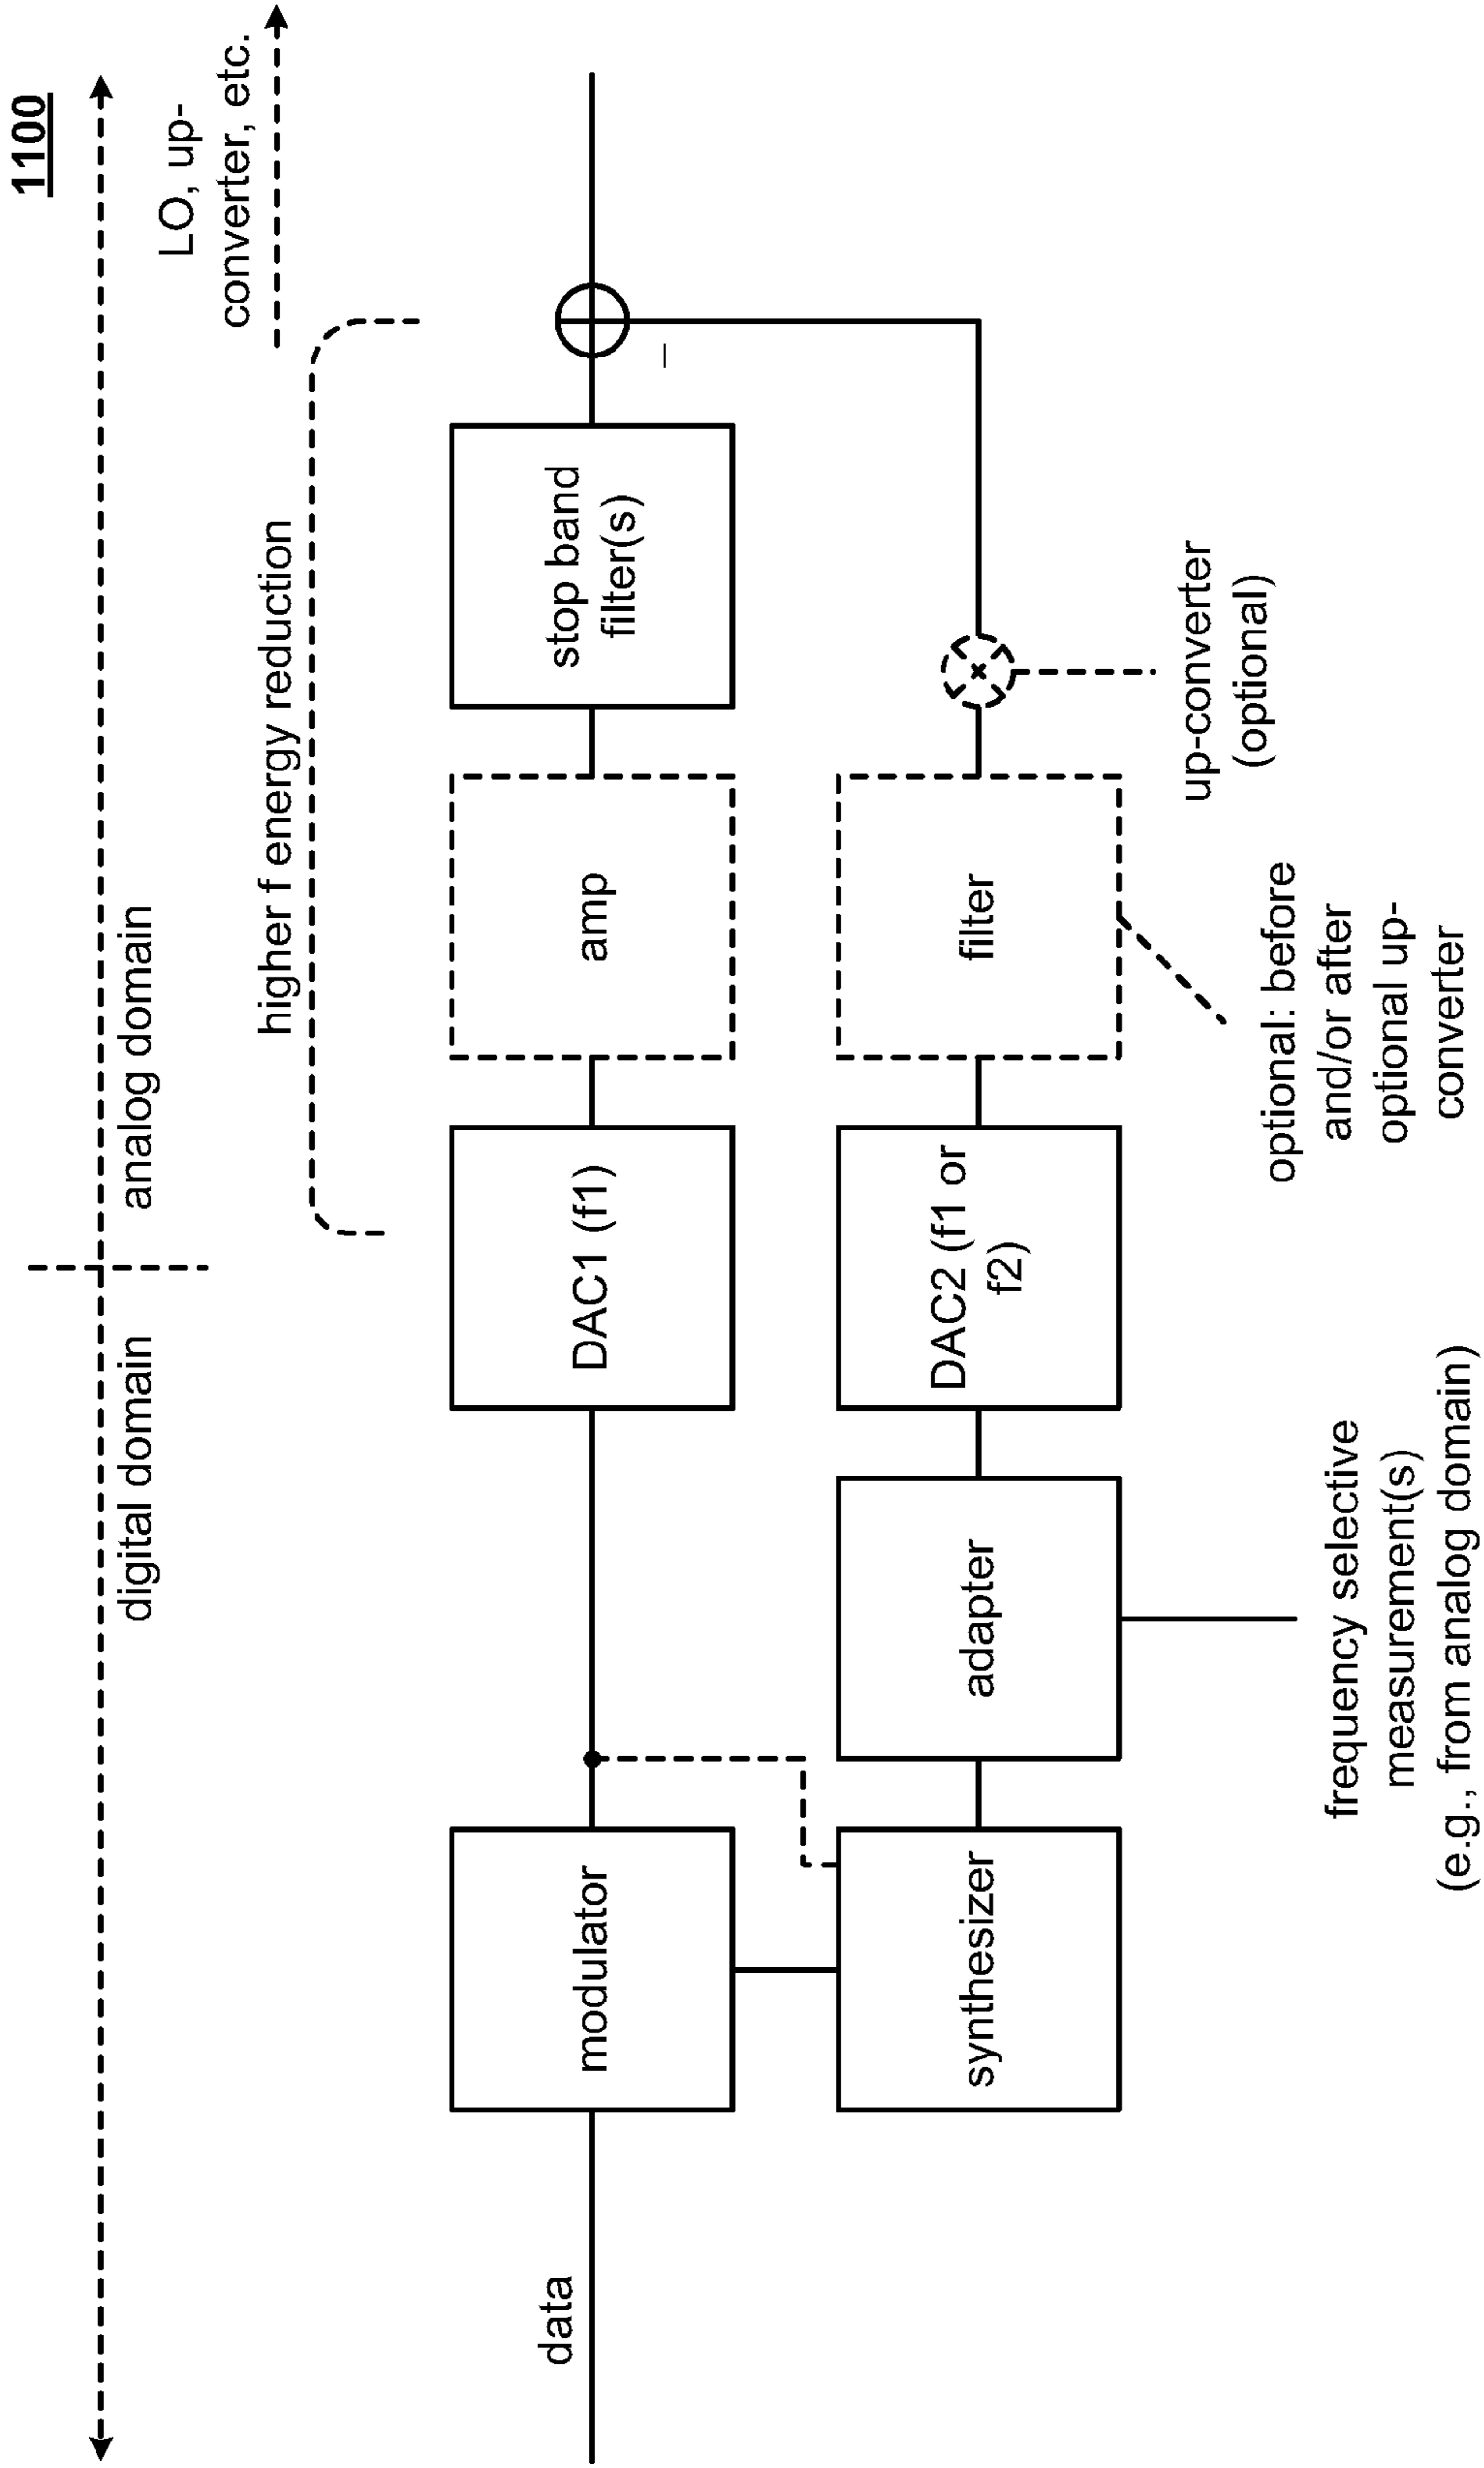 1100
digital domain
analog domain
LO, up-
converter, etc.
higher f energy reduction
data
modulator
DAC1 (f1)
amp
stop band
filter(s)
–
synthesizer
adapter
DAC2 (f1 or
f2)
filter
up-converter
(optional)
optional: before
and/or after
optional up-
converter
frequency selective
measurement(s)
(e.g., from analog domain)